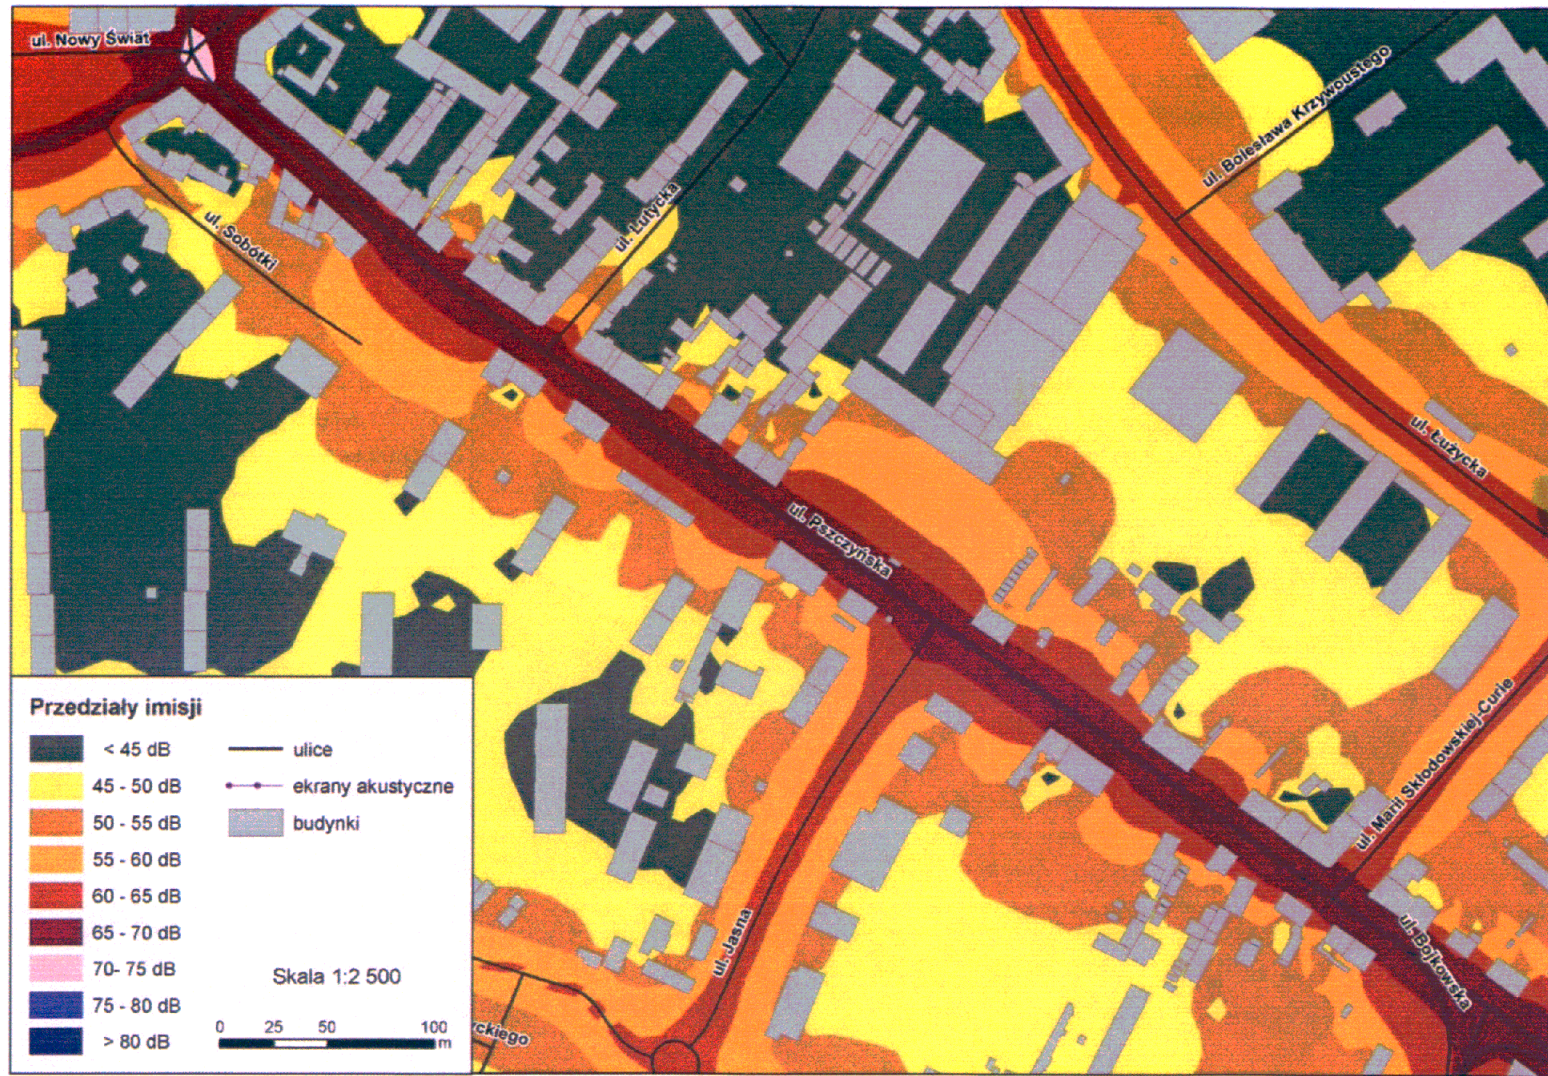 ul. Nowy Świat
ul. Bolesława Krzywoustego
ul. Łutycka
ul. Sobótki
ul. Łużycka
ul. Pszczyńska
ul. Marii Skłodowskiej-Curie
ul. Jasna
ul. Bojkowska
yckiego
Przedziały imisji
< 45 dB
45 - 50 dB
50 - 55 dB
55 - 60 dB
60 - 65 dB
65 - 70 dB
70- 75 dB
75 - 80 dB
> 80 dB
ulice
ekrany akustyczne
budynki
Skala 1:2 500
0 25 50 100
m